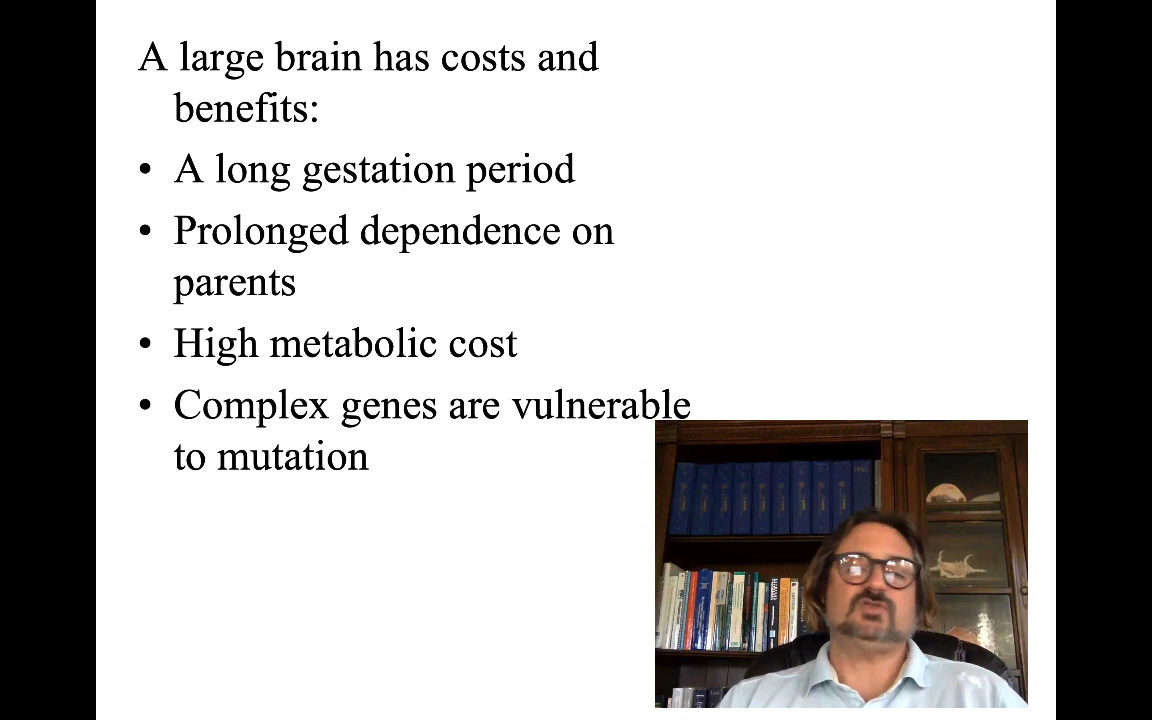 A large brain has costs and
benefits:
• A long gestation period
• Prolonged dependence on
parents
• High metabolic cost
• Complex genes are vulnerable
to mutation